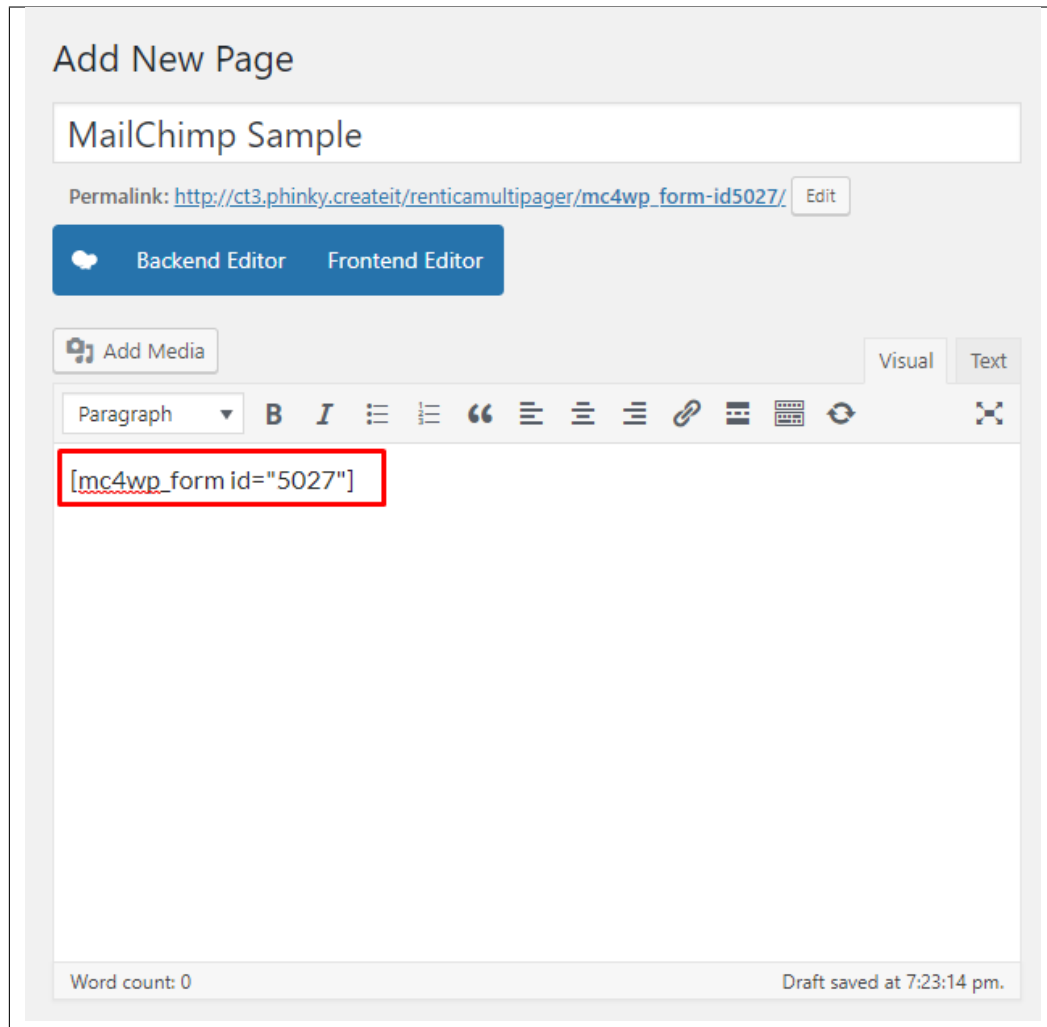 Add New Page
MailChimp Sample
Permalink: http://ct3.phinky.createit/renticamultipager/mc4wp_form-id5027/ Edit
Backend Editor Frontend Editor
Add Media
Visual Text
Paragraph B I
[mc4wp_form id="5027"]
Word count: 0 Draft saved at 7:23:14 pm.